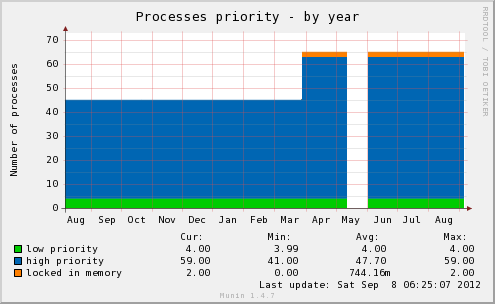 Processes priority - by year
RRDTOOL / TOBI OETIKER
Number of processes
70
60
50
40
30
20
10
0
Aug Sep Oct Nov Dec Jan Feb Mar Apr May Jun Jul Aug
Cur: Min: Avg: Max:
low priority 4.00 3.99 4.00 4.00
high priority 59.00 41.00 47.70 59.00
locked in memory 2.00 0.00 744.16m 2.00
Last update: Sat Sep 8 06:25:07 2012
Munin 1.4.7